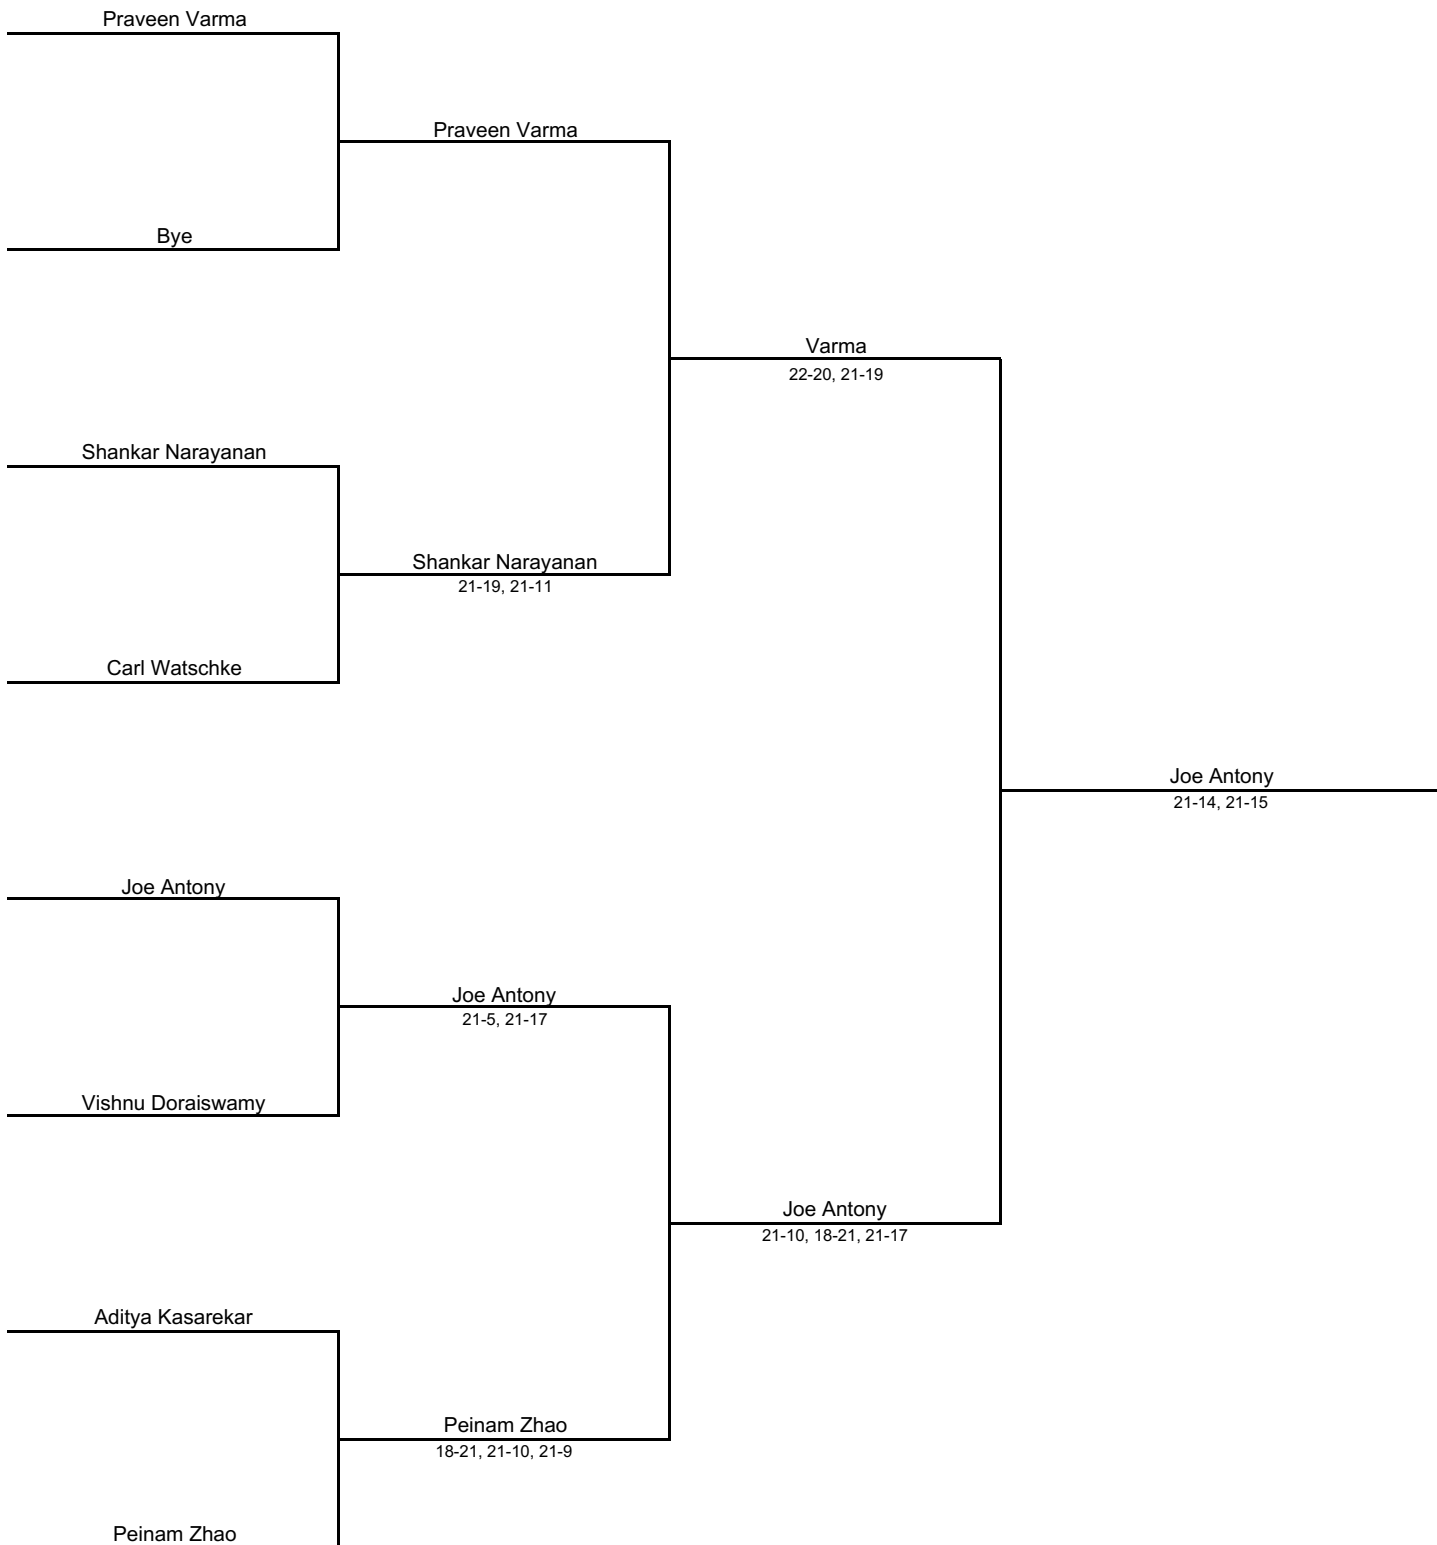 Praveen Varma
Praveen Varma
Bye
Varma
22-20, 21-19
Shankar Narayanan
Shankar Narayanan
21-19, 21-11
Carl Watschke
Joe Antony
21-14, 21-15
Joe Antony
Joe Antony
21-5, 21-17
Vishnu Doraiswamy
Joe Antony
21-10, 18-21, 21-17
Aditya Kasarekar
Peinam Zhao
18-21, 21-10, 21-9
Peinam Zhao